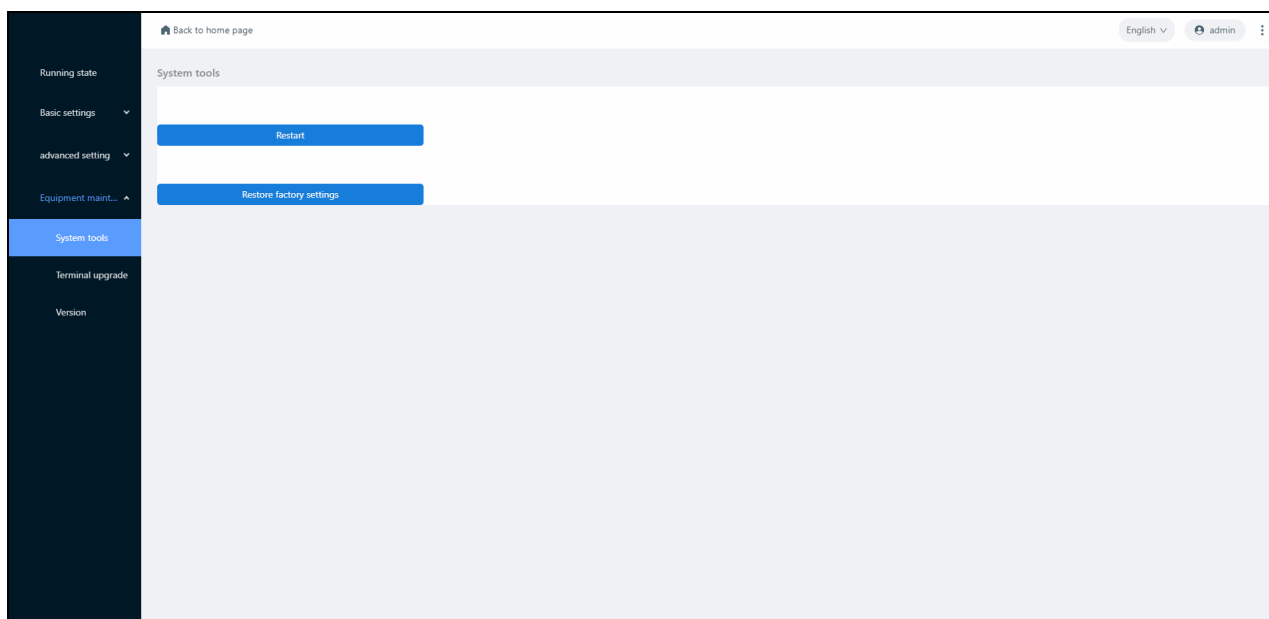 Back to home page
English
admin
Running state
System tools
Basic settings
Restart
advanced setting
Equipment maint...
Restore factory settings
System tools
Terminal upgrade
Version